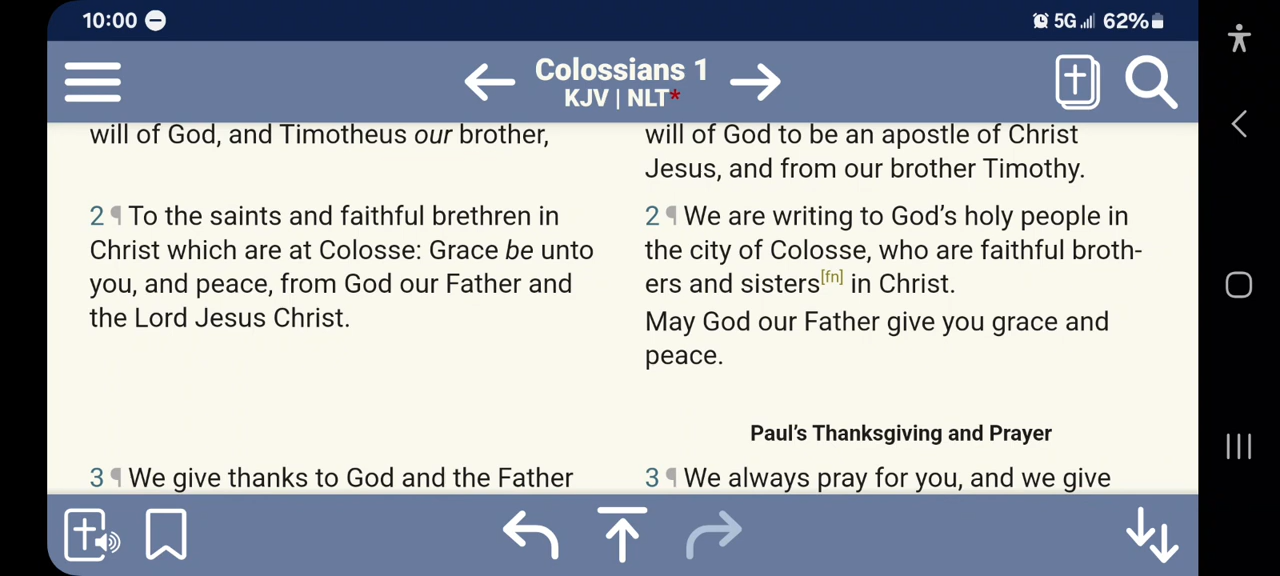 10:00
5G 62%
Colossians 1
KJV | NLT*
will of God, and Timotheus our brother,
2 ¶ To the saints and faithful brethren in
Christ which are at Colosse: Grace be unto
you, and peace, from God our Father and
the Lord Jesus Christ.
3 ¶ We give thanks to God and the Father
will of God to be an apostle of Christ
Jesus, and from our brother Timothy.
2 ¶ We are writing to God’s holy people in
the city of Colosse, who are faithful broth-
ers and sisters[fn] in Christ.
May God our Father give you grace and
peace.
Paul’s Thanksgiving and Prayer
3 ¶ We always pray for you, and we give